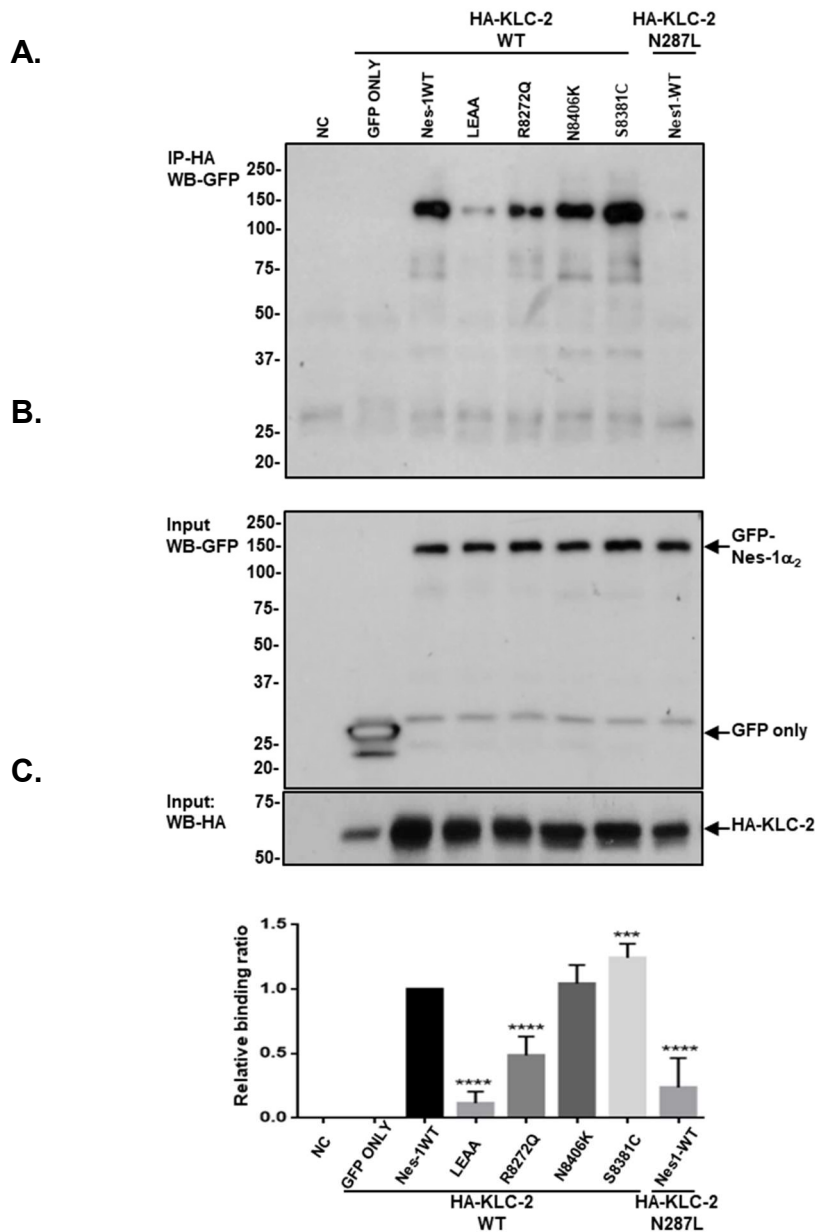 A.
HA-KLC-2
WT
HA-KLC-2
N287L
NC
GFP ONLY
Nes-1WT
LEAA
R8272Q
N8406K
S8381C
Nes1-WT
IP-HA
WB-GFP
250-
150-
100-
75-
50-
37-
25-
20-
B.
Input
WB-GFP
250-
150-
100-
75-
50-
37-
25-
20-
GFP-
Nes-1α₂
GFP only
C.
Input:
WB-HA
75-
50-
HA-KLC-2
Relative binding ratio
1.5
1.0
0.5
0.0
****
****
***
****
NC
GFP ONLY
Nes-1WT
LEAA
R8272Q
N8406K
S8381C
Nes1-WT
HA-KLC-2
WT
HA-KLC-2
N287L